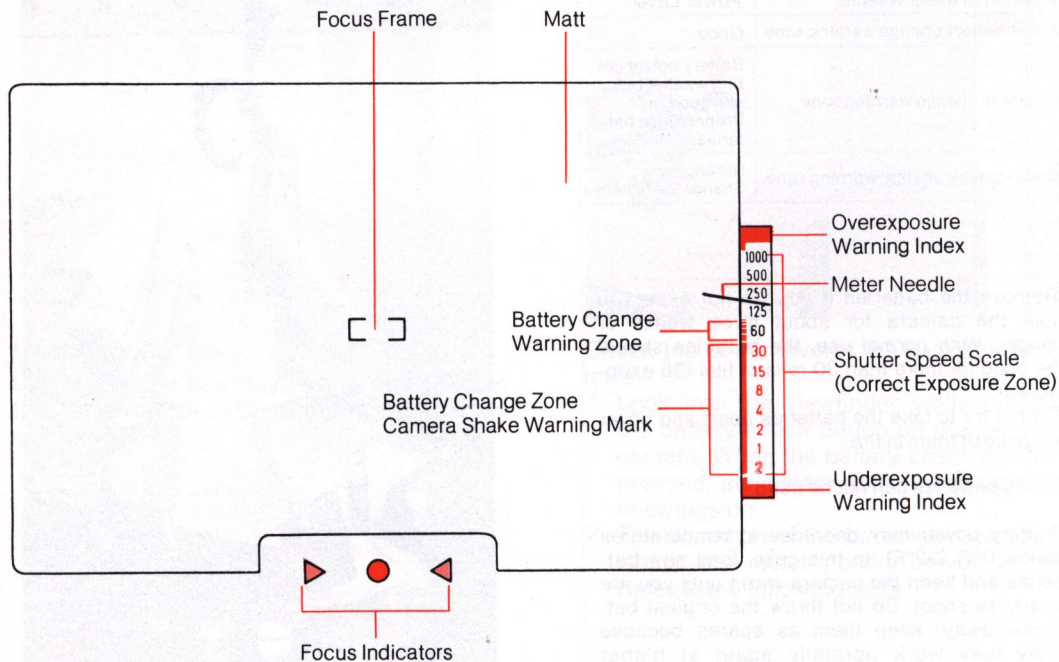 Focus Frame
Matt
Overexposure
Warning Index
Meter Needle
Shutter Speed Scale
(Correct Exposure Zone)
Underexposure
Warning Index
1000
500
250
125
60
30
15
8
4
2
1
2
Battery Change
Warning Zone
Battery Change Zone
Camera Shake Warning Mark
Focus Indicators